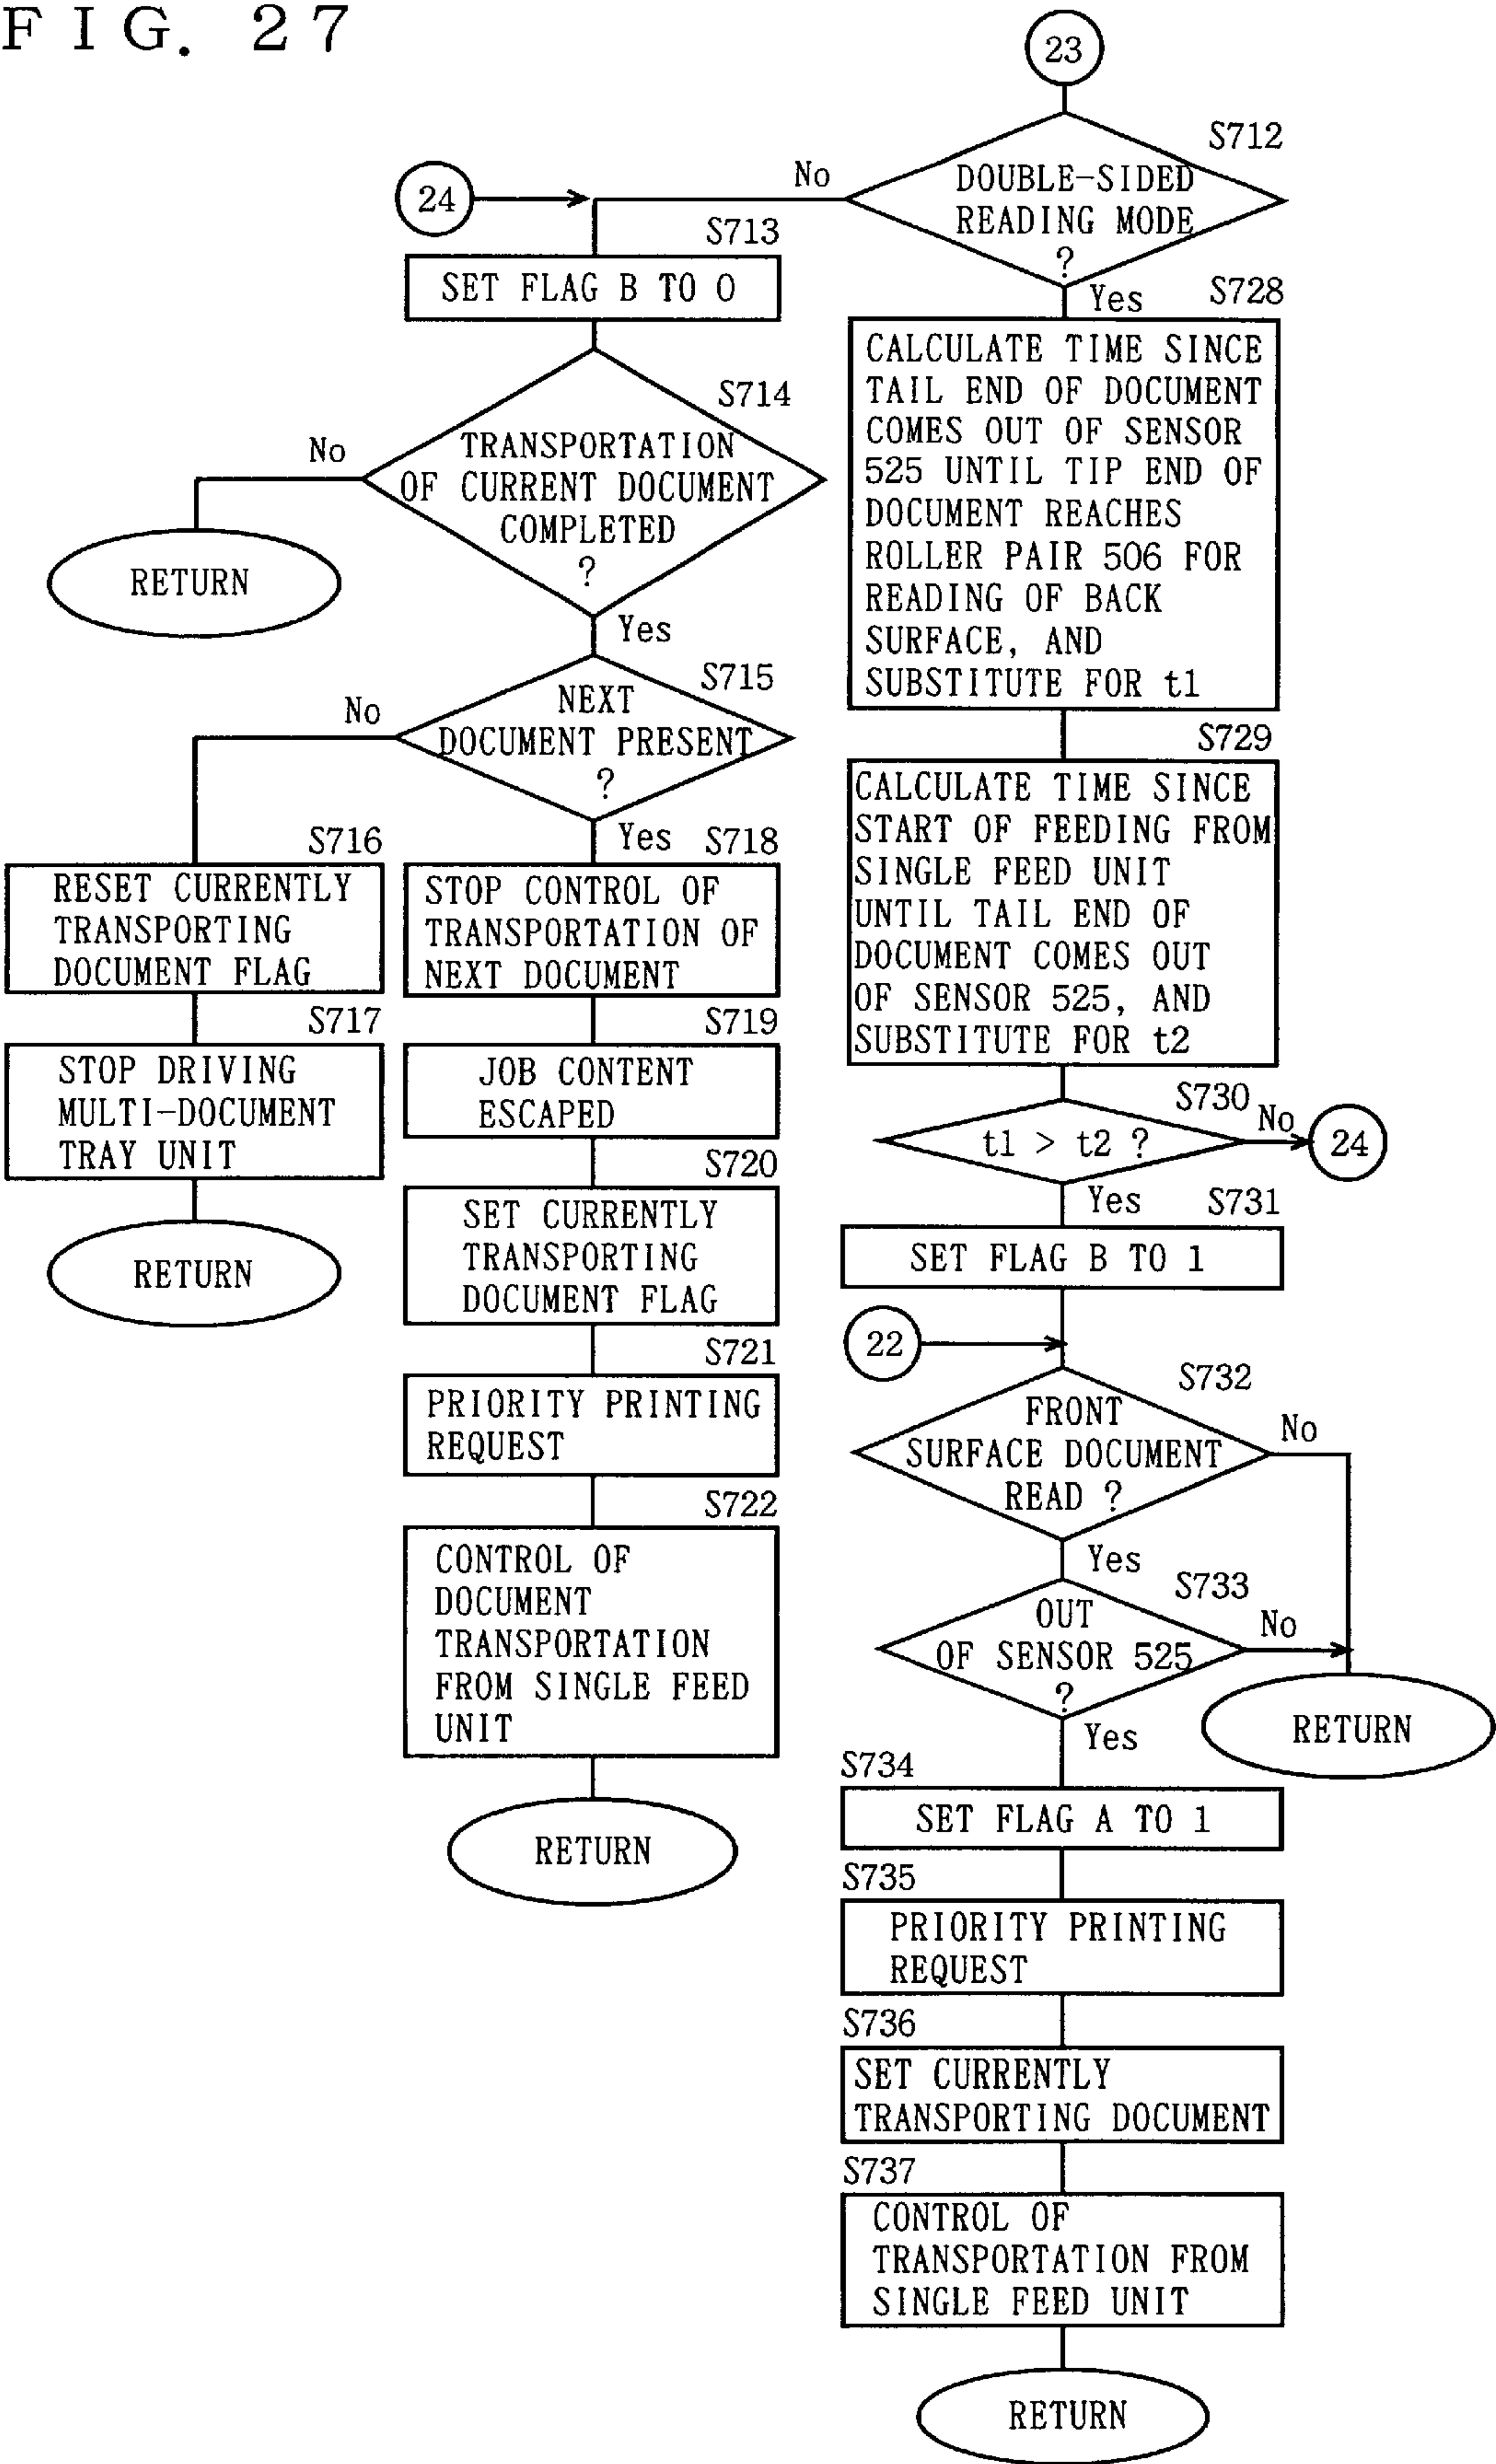 FIG. 27
23
S712
DOUBLE-SIDED
READING MODE
?
No
Yes
24
S713
SET FLAG B TO 0
S714
TRANSPORTATION
OF CURRENT DOCUMENT
COMPLETED
?
No
RETURN
Yes
S715
NEXT
DOCUMENT PRESENT
?
No
Yes
S716
RESET CURRENTLY
TRANSPORTING
DOCUMENT FLAG
S717
STOP DRIVING
MULTI-DOCUMENT
TRAY UNIT
RETURN
S718
STOP CONTROL OF
TRANSPORTATION OF
NEXT DOCUMENT
S719
JOB CONTENT
ESCAPED
S720
SET CURRENTLY
TRANSPORTING
DOCUMENT FLAG
S721
PRIORITY PRINTING
REQUEST
S722
CONTROL OF
DOCUMENT
TRANSPORTATION
FROM SINGLE FEED
UNIT
RETURN
S728
CALCULATE TIME SINCE
TAIL END OF DOCUMENT
COMES OUT OF SENSOR
525 UNTIL TIP END OF
DOCUMENT REACHES
ROLLER PAIR 506 FOR
READING OF BACK
SURFACE, AND
SUBSTITUTE FOR t1
S729
CALCULATE TIME SINCE
START OF FEEDING FROM
SINGLE FEED UNIT
UNTIL TAIL END OF
DOCUMENT COMES OUT
OF SENSOR 525, AND
SUBSTITUTE FOR t2
S730
t1 > t2 ?
No
24
Yes
S731
SET FLAG B TO 1
22
S732
FRONT
SURFACE DOCUMENT
READ ?
No
Yes
S733
OUT
OF SENSOR 525
?
No
RETURN
Yes
S734
SET FLAG A TO 1
S735
PRIORITY PRINTING
REQUEST
S736
SET CURRENTLY
TRANSPORTING DOCUMENT
S737
CONTROL OF
TRANSPORTATION FROM
SINGLE FEED UNIT
RETURN